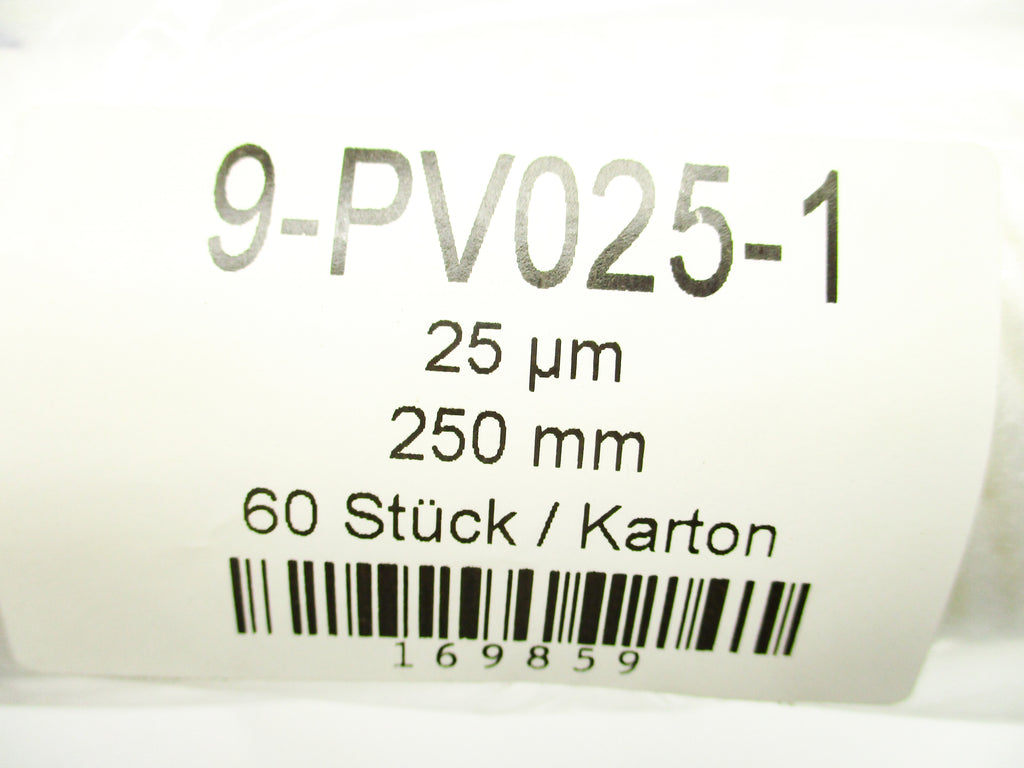 9-PV025-1
25 µm
250 mm
60 Stück / Karton
169859